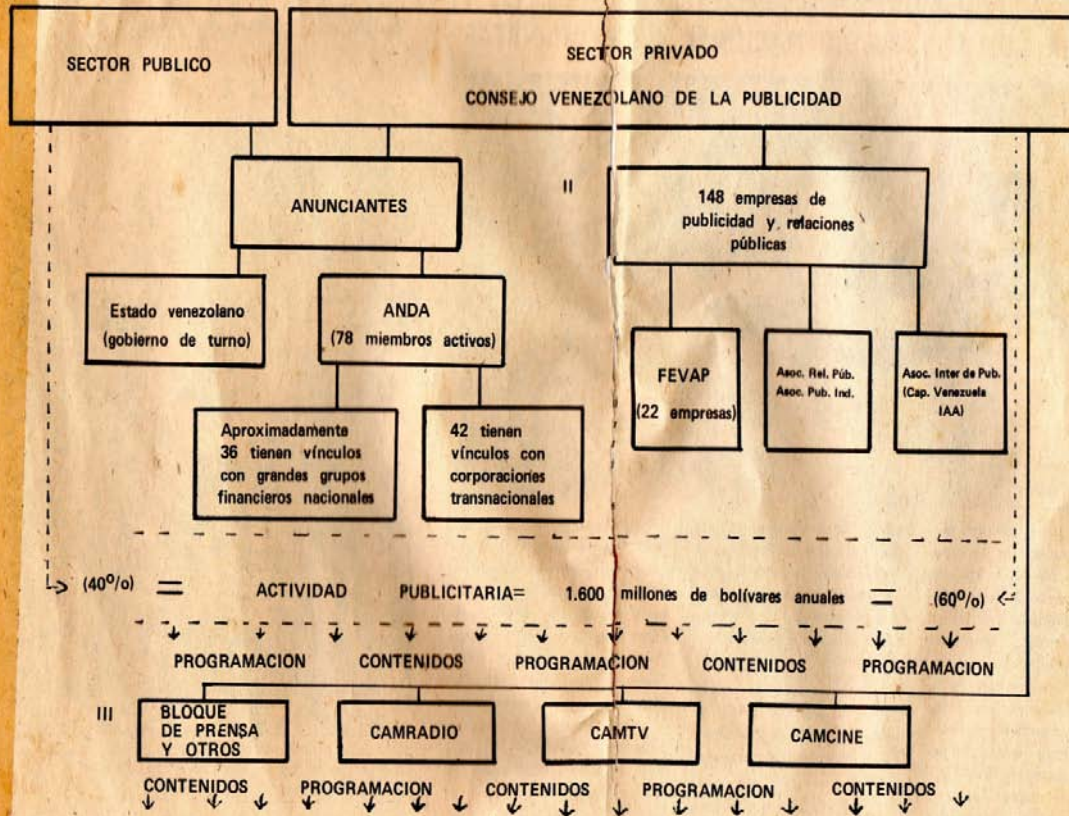 SECTOR PUBLICO
SECTOR PRIVADO
CONSEJO VENEZOLANO DE LA PUBLICIDAD
ANUNCIANTES
II
148 empresas de
publicidad y relaciones
públicas
Estado venezolano
(gobierno de turno)
ANDA
(78 miembros activos)
FEVAP
(22 empresas)
Asoc. Rel. Púb.
Asoc. Pub. Ind.
Asoc. Inter de Pub.
(Cap. Venezuela
IAA)
Aproximadamente
36 tienen vínculos
con grandes grupos
financieros nacionales
42 tienen
vínculos con
corporaciones
transnacionales
(40º/o) = ACTIVIDAD PUBLICITARIA= 1.600 millones de bolívares anuales = (60º/o)
PROGRAMACION CONTENIDOS PROGRAMACION CONTENIDOS PROGRAMACION
III
BLOQUE
DE PRENSA
Y OTROS
CAMRADIO
CAMTV
CAMCINE
CONTENIDOS PROGRAMACION CONTENIDOS PROGRAMACION CONTENIDOS